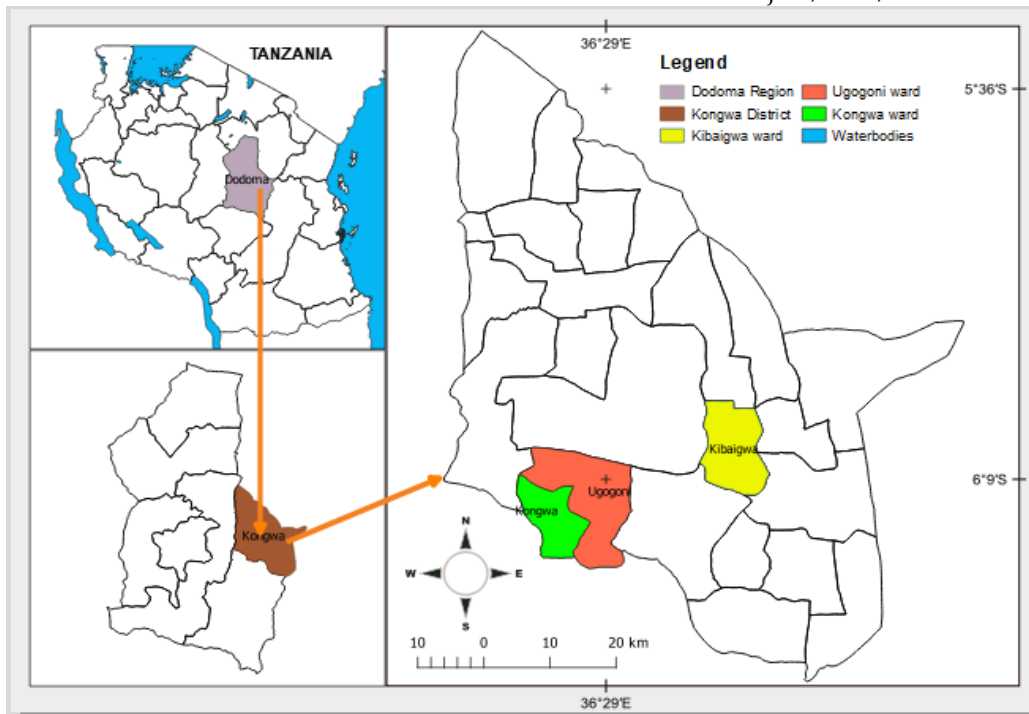 TANZANIA
Dodoma
Kongwa
36°29'E
Legend
Dodoma Region
Ugogoni ward
Kongwa District
Kongwa ward
Kibaigwa ward
Waterbodies
5°36'S
Kibaigwa
Ugogoni
6°9'S
Kongwa
N
W
E
S
10 0 10 20 km
36°29'E